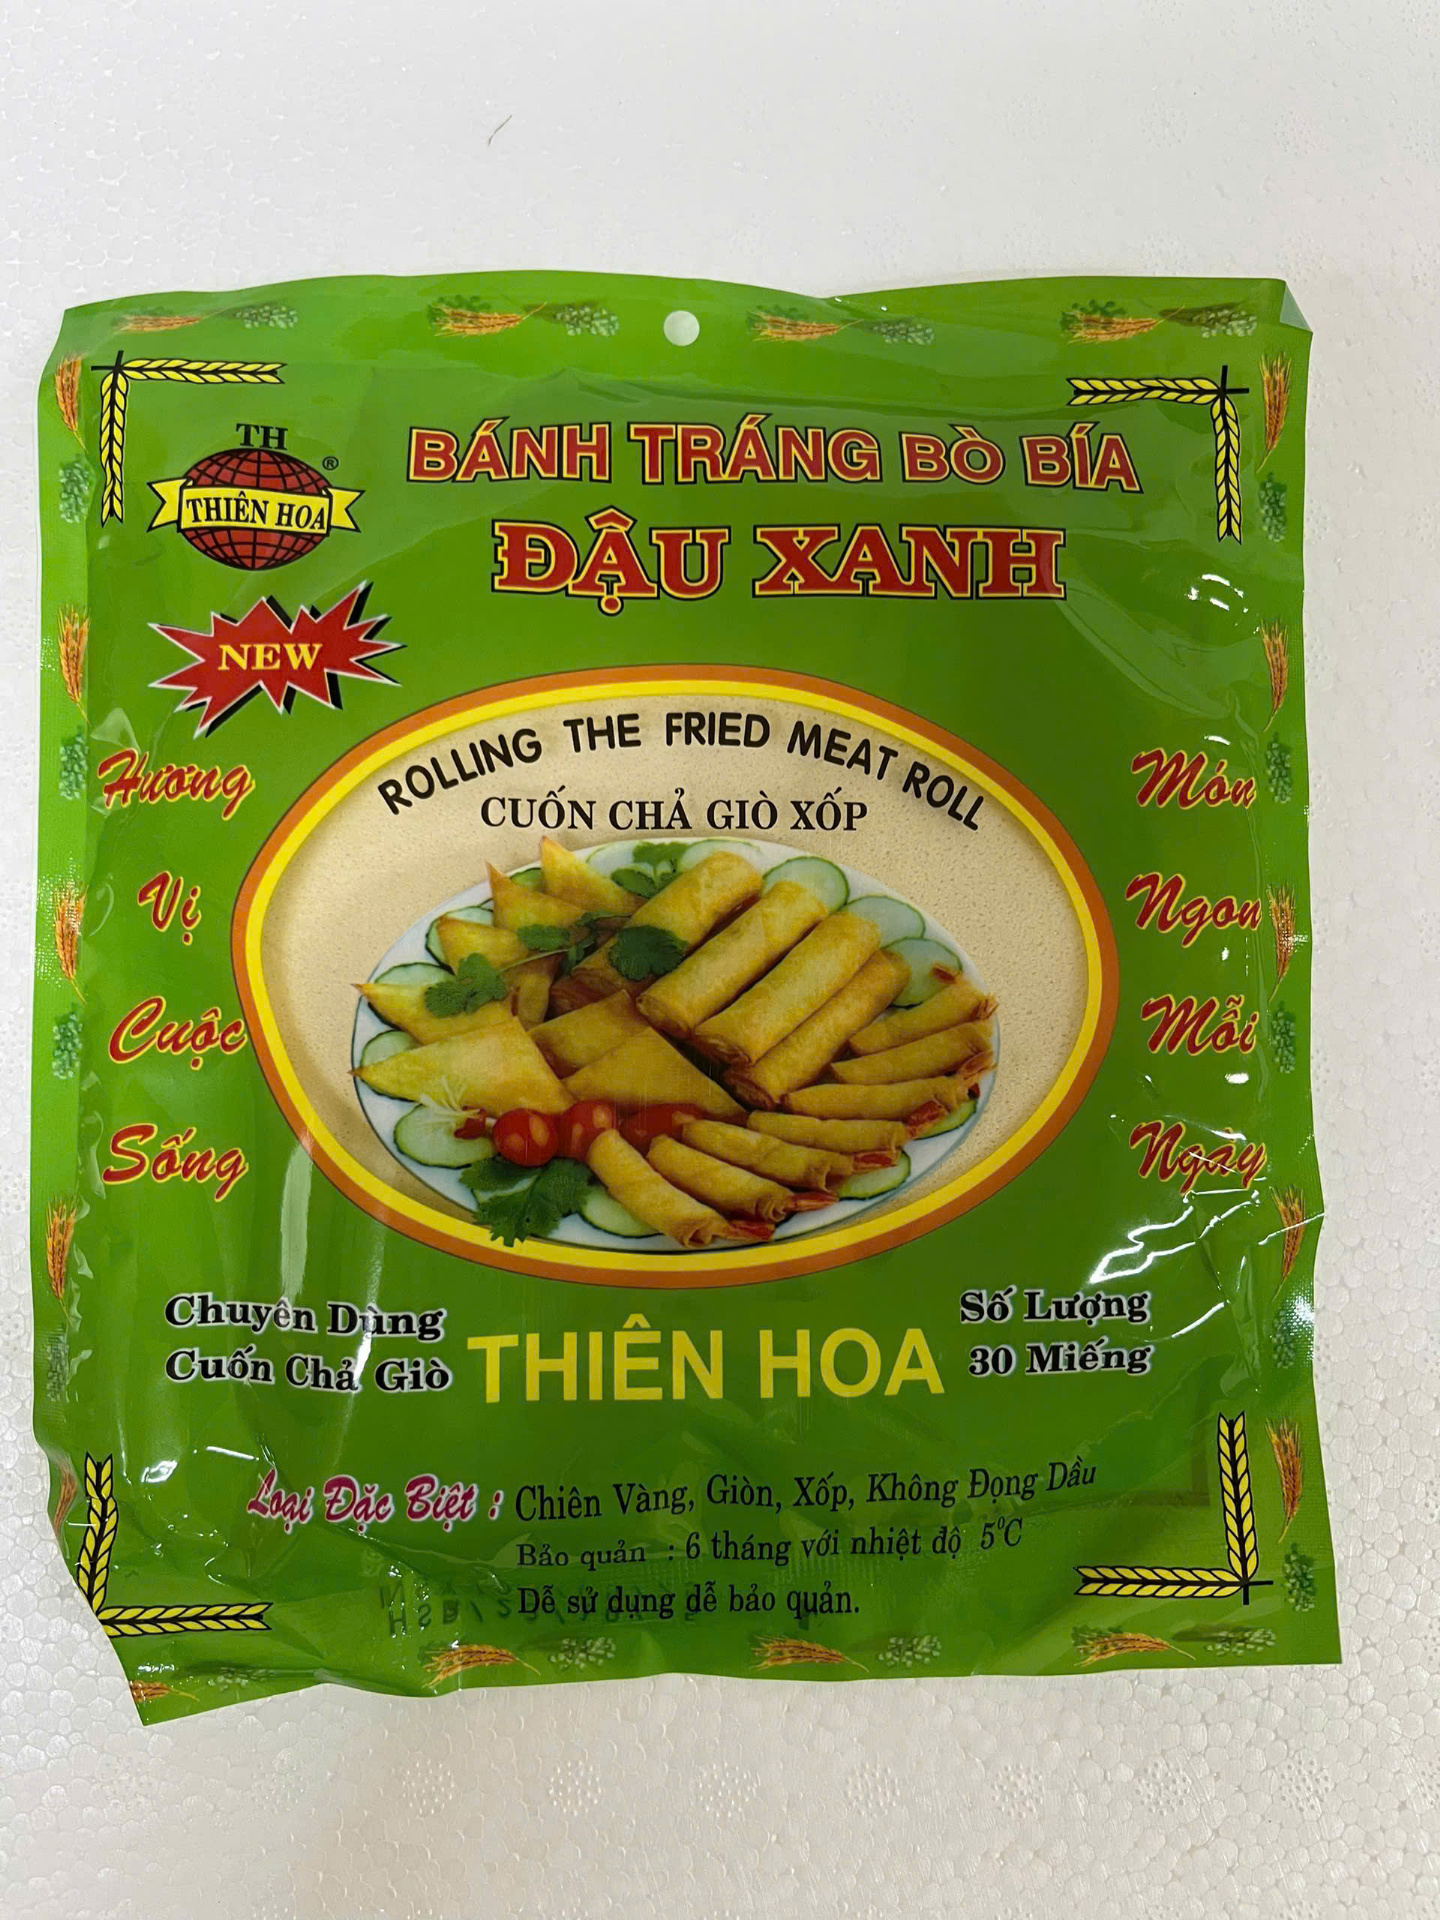 TH
THIÊN HOA
®
BÁNH TRÁNG BÒ BÍA
ĐẬU XANH
NEW
ROLLING THE FRIED MEAT ROLL
CUỐN CHẢ GIÒ XỐP
Hương
Vị
Cuộc
Sống
Món
Ngon
Mỗi
Ngày
Chuyên Dùng
Cuốn Chả Giò
THIÊN HOA
Số Lượng
30 Miếng
Loại Đặc Biệt : Chiên Vàng, Giòn, Xốp, Không Đọng Dầu
Bảo quản : 6 tháng với nhiệt độ 5⁰C
Dễ sử dụng dễ bảo quản.